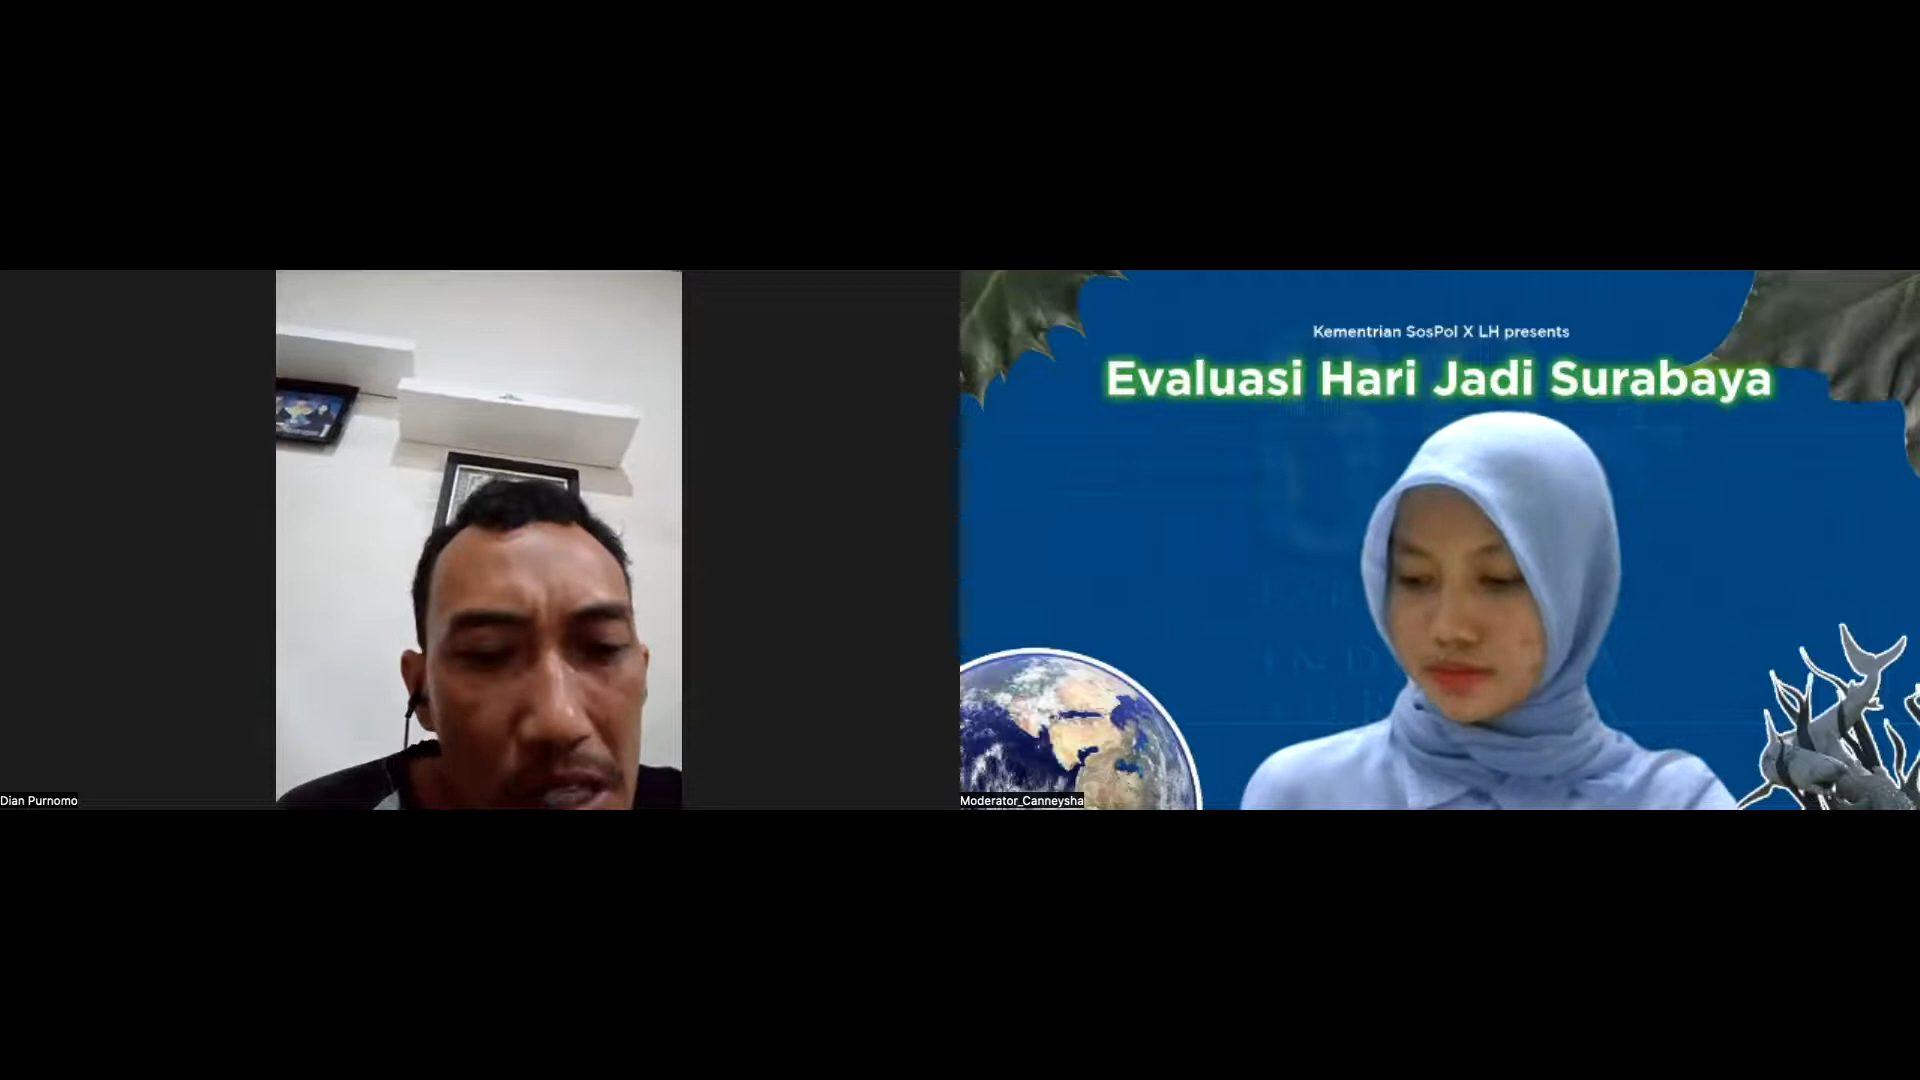 Kementrian SosPol X LH presents
Evaluasi Hari Jadi Surabaya
Dian Purnomo
Moderator_Canneysha